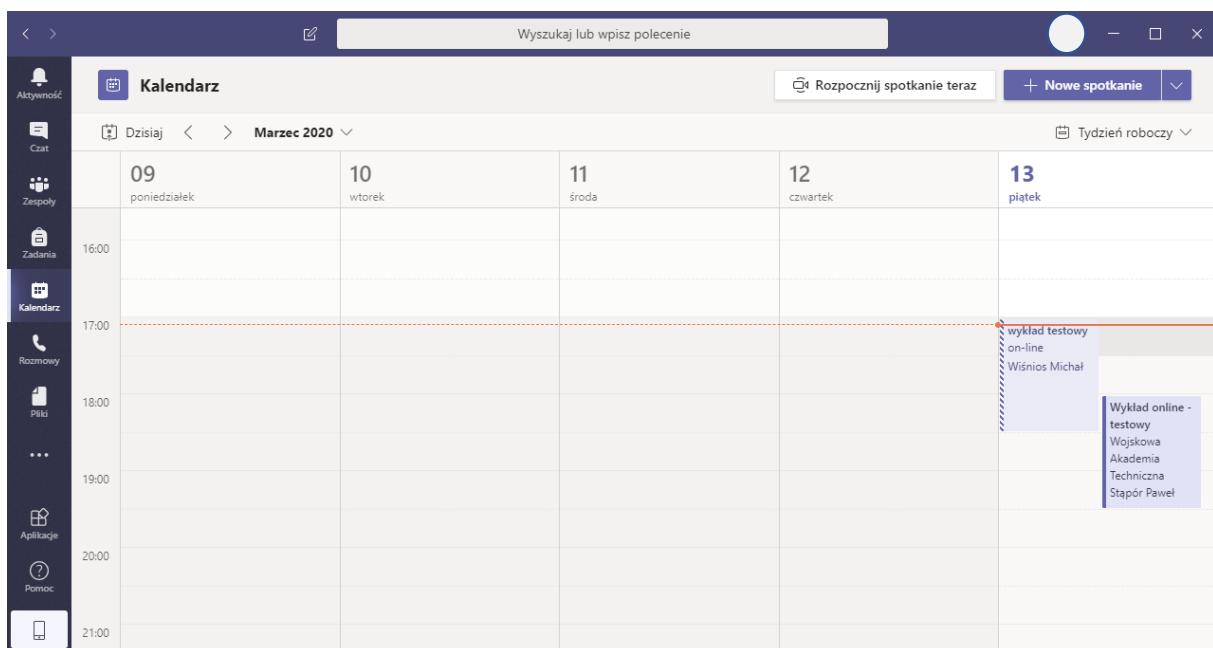 Wyszukaj lub wpisz polecenie
Aktywność
Czat
Zespoły
Zadania
Kalendarz
Rozmowy
Pliki
Aplikacje
Pomoc
Kalendarz
Rozpocznij spotkanie teraz
+ Nowe spotkanie
Dzisiaj
Marzec 2020
Tydzień roboczy
09
poniedziałek
10
wtorek
11
środa
12
czwartek
13
piątek
16:00
17:00
18:00
19:00
20:00
21:00
wykład testowy
on-line
Wiśnios Michał
Wykład online -
testowy
Wojskowa
Akademia
Techniczna
Stąpór Paweł